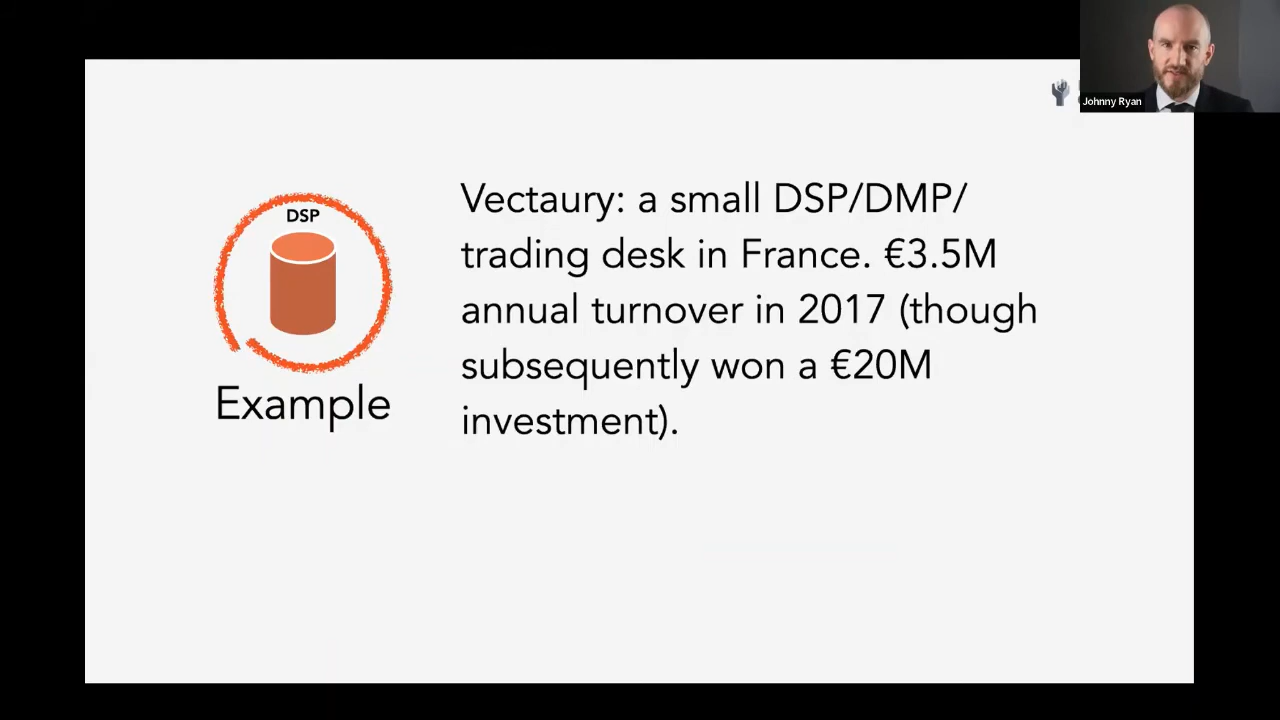 Johnny Ryan
DSP
Example
Vectaury: a small DSP/DMP/
trading desk in France. €3.5M
annual turnover in 2017 (though
subsequently won a €20M
investment).